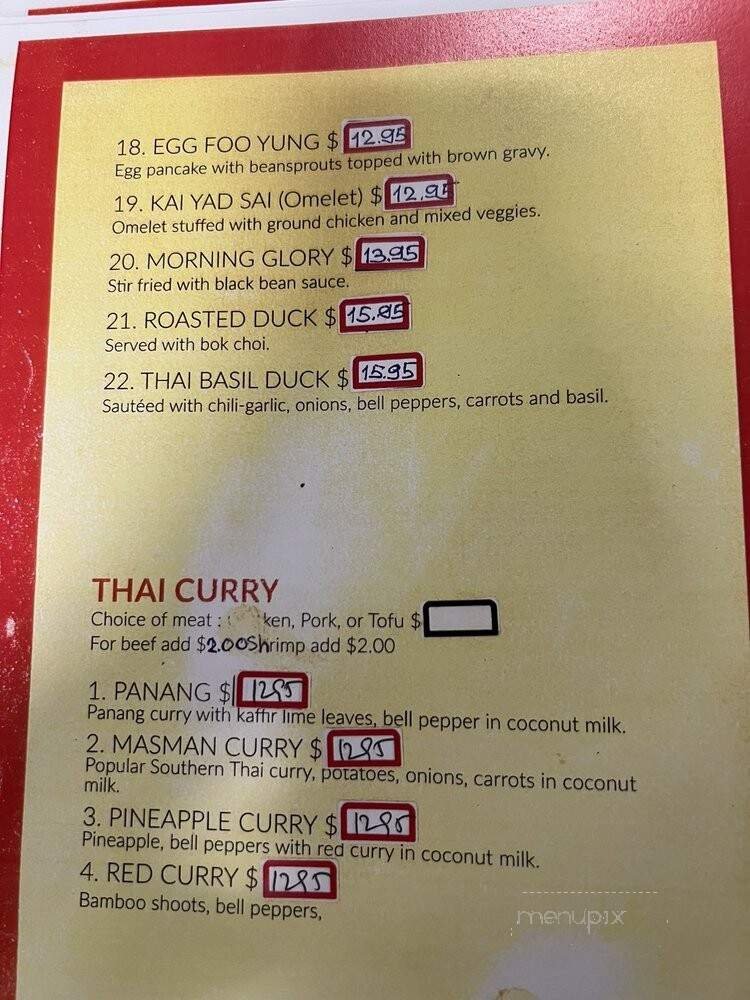 18. EGG FOO YUNG $ 12.95
Egg pancake with beansprouts topped with brown gravy.
19. KAI YAD SAI (Omelet) $ 12.95
Omelet stuffed with ground chicken and mixed veggies.
20. MORNING GLORY $ 13.95
Stir fried with black bean sauce.
21. ROASTED DUCK $ 15.95
Served with bok choi.
22. THAI BASIL DUCK $ 15.95
Sautéed with chili-garlic, onions, bell peppers, carrots and basil.
THAI CURRY
Choice of meat : ken, Pork, or Tofu $
For beef add $2.00 Shrimp add $2.00
1. PANANG $ 1295
Panang curry with kaffir lime leaves, bell pepper in coconut milk.
2. MASMAN CURRY $ 1295
Popular Southern Thai curry, potatoes, onions, carrots in coconut
milk.
3. PINEAPPLE CURRY $ 1295
Pineapple, bell peppers with red curry in coconut milk.
4. RED CURRY $ 1295
Bamboo shoots, bell peppers,
menupix